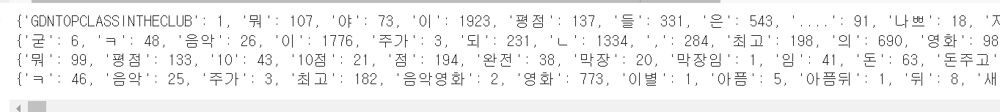 {'GDNTOPCLASSINTHECLUB': 1, '뭐': 107, '야': 73, '이': 1923, '평점': 137, '들': 331, '은': 543, '....': 91, '나쁘': 18,
{'굳': 6, 'ㅋ': 48, '음악': 26, '이': 1776, '주가': 3, '되': 231, 'ㄴ': 1334, ',': 284, '최고': 198, '의': 690, '영화': 98
{'뭐': 99, '평점': 133, '10': 43, '10점': 21, '점': 194, '완전': 38, '막장': 20, '막장임': 1, '임': 41, '돈': 63, '돈주고
{'ㅋ': 46, '음악': 25, '주가': 3, '최고': 182, '음악영화': 2, '영화': 773, '이별': 1, '아픔': 5, '아픔뒤': 1, '뒤': 8, '새